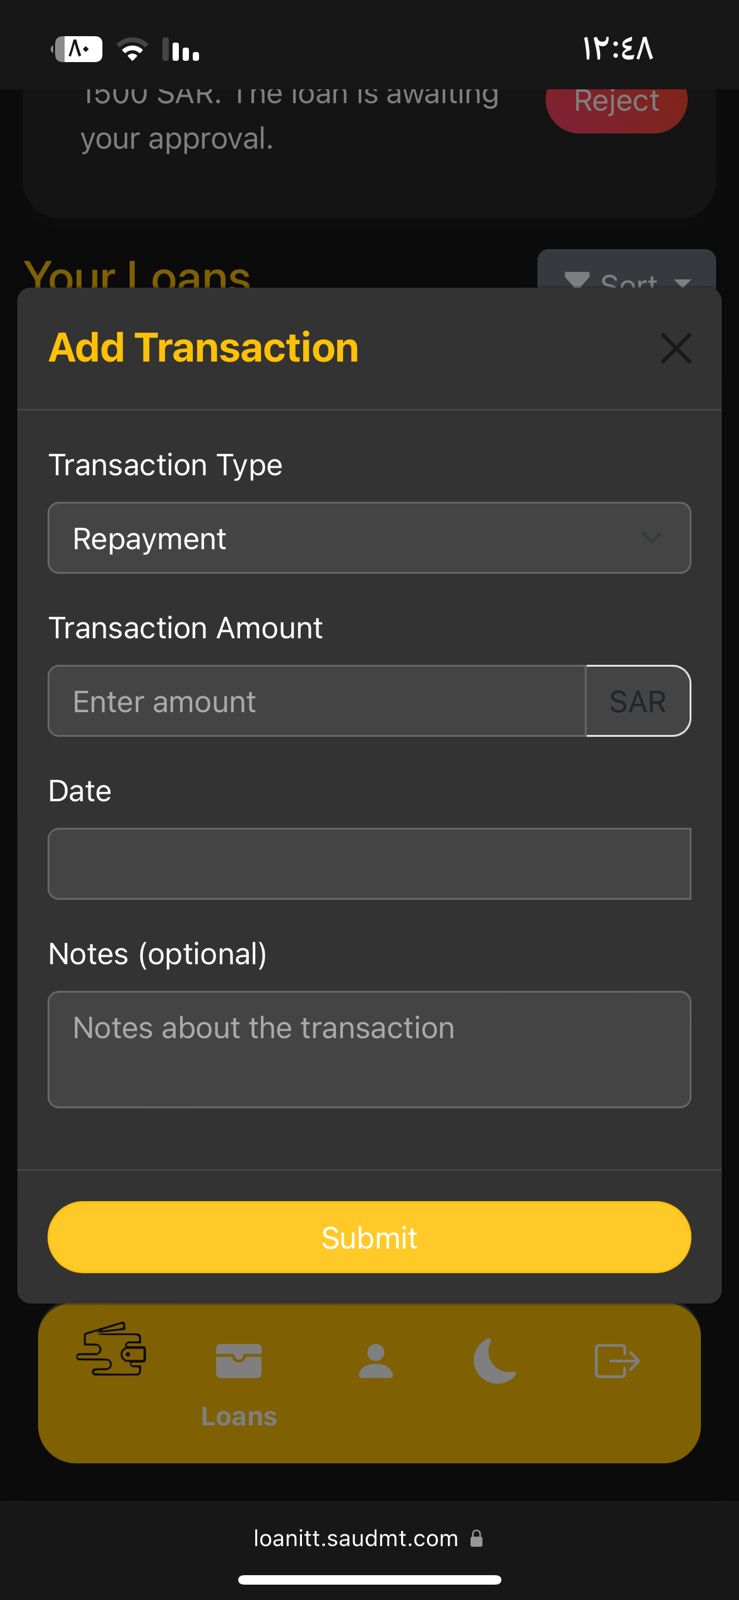 ٨٠
١٢:٤٨
1500 SAR. The loan is awaiting
your approval.
Reject
Your Loans
Sort
Add Transaction
Transaction Type
Repayment
Transaction Amount
Enter amount
SAR
Date
Notes (optional)
Notes about the transaction
Submit
Loans
loanitt.saudmt.com